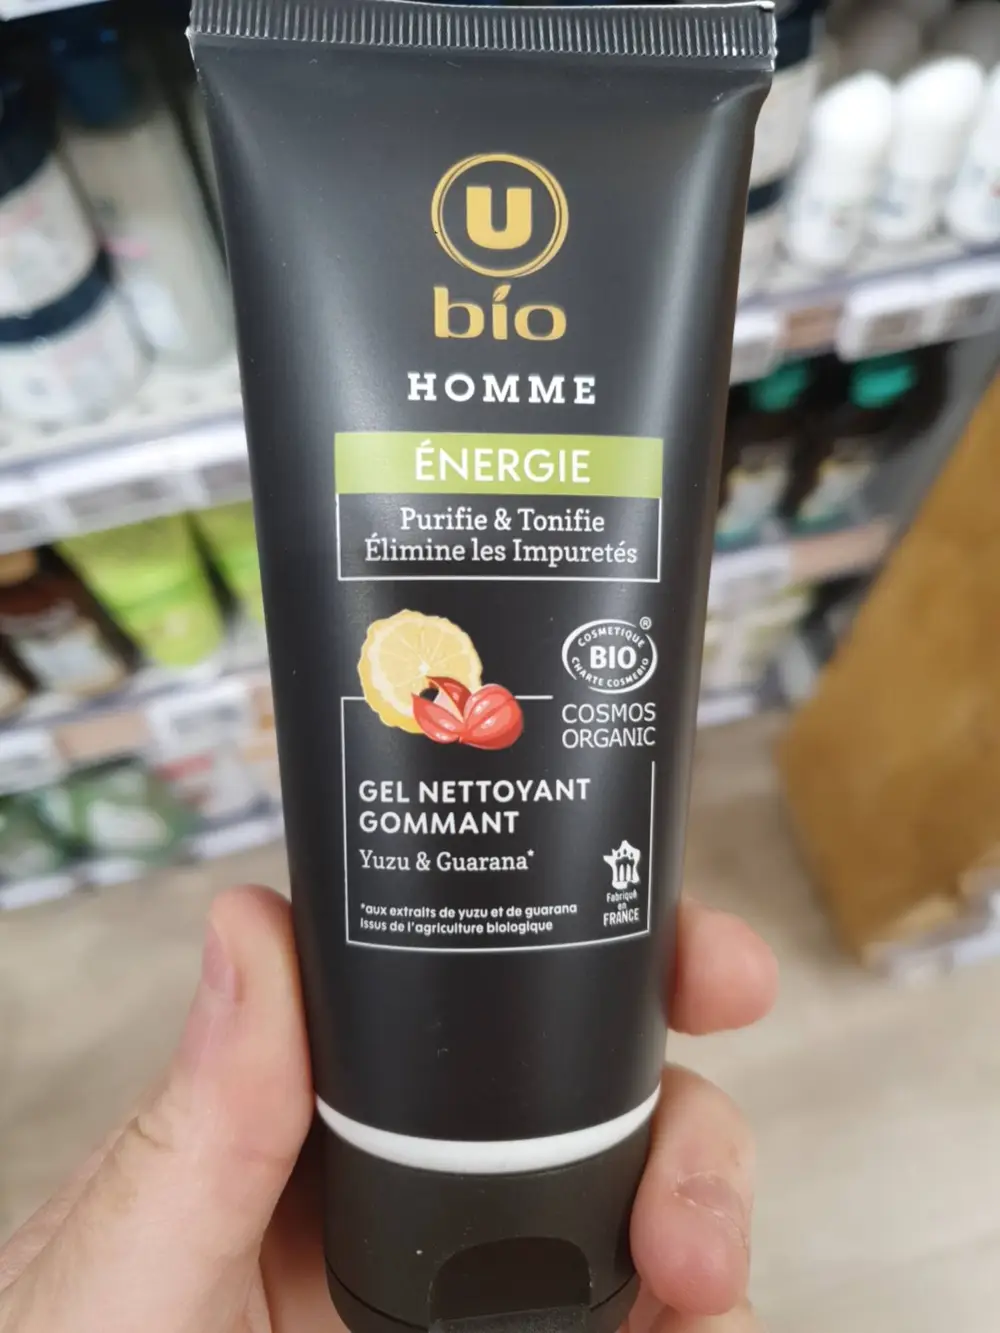 U
bio
HOMME
ÉNERGIE
Purifie & Tonifie
Élimine les Impuretés
COSMETIQUE
BIO
®
CHARTE COSMEBIO
COSMOS
ORGANIC
GEL NETTOYANT
GOMMANT
Yuzu & Guarana*
Fabriqué
en
FRANCE
*aux extraits de yuzu et de guarana
issus de l'agriculture biologique